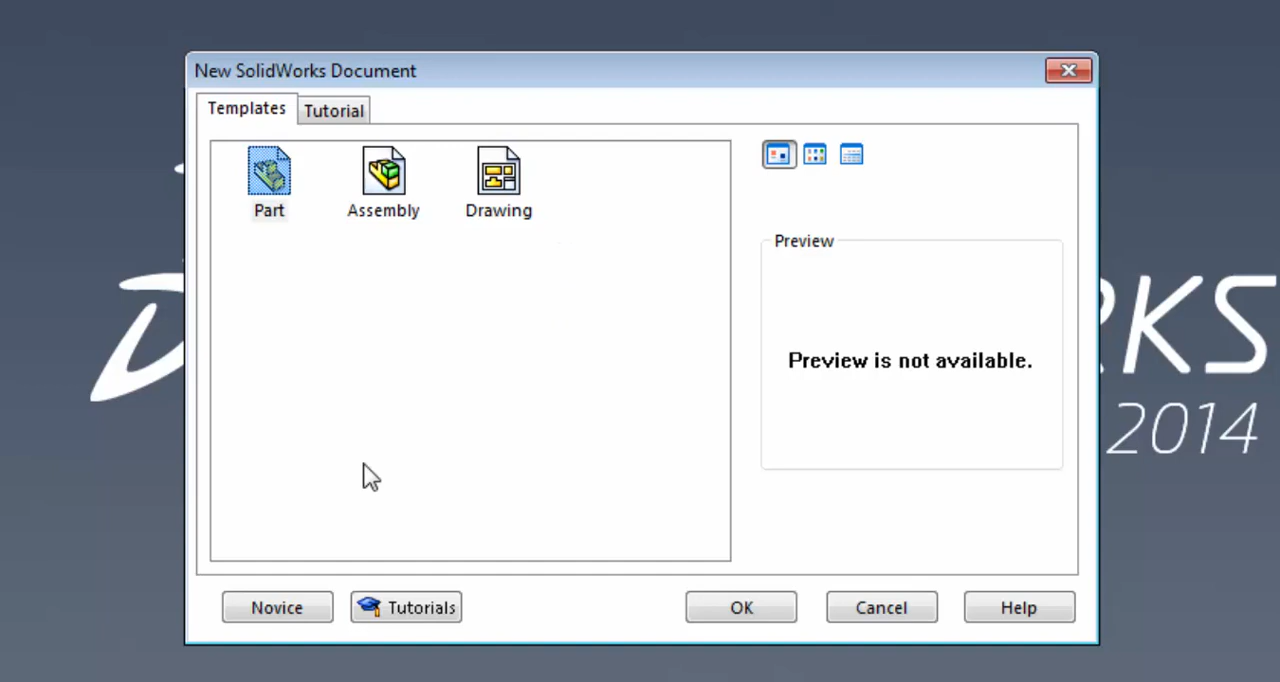 New SolidWorks Document
Templates
Tutorial
Part
Assembly
Drawing
Preview
Preview is not available.
RKS
2014
Novice
Tutorials
OK
Cancel
Help